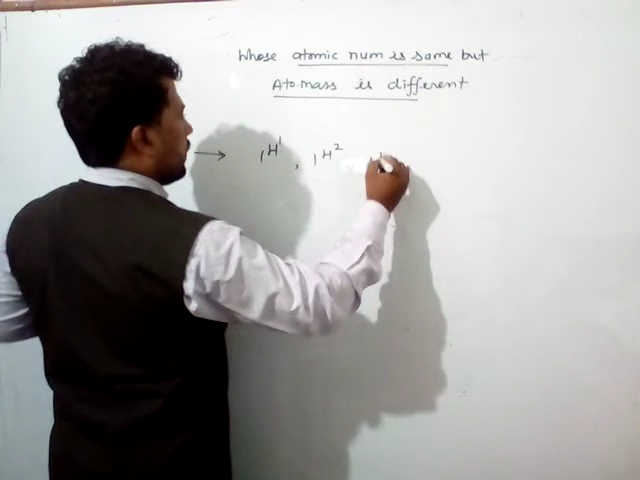 Whose atomic num is same but
Ato.mass is different
→ ₁H¹, ₁H²